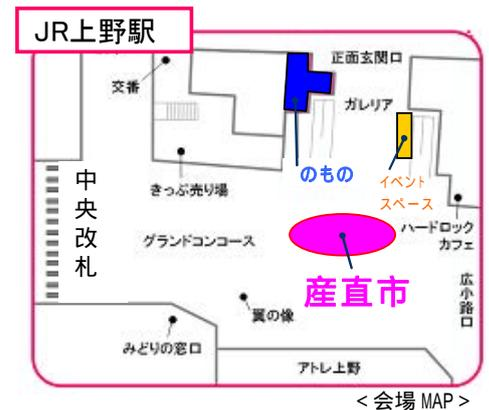 JR上野駅
正面玄関口
交番
ガレリア
のもの
イベント
スペース
きっぷ売り場
中央改札
グランドコンコース
ハードロック
カフェ
産直市
広小路口
翼の像
みどりの窓口
アトレ上野
<会場 MAP>